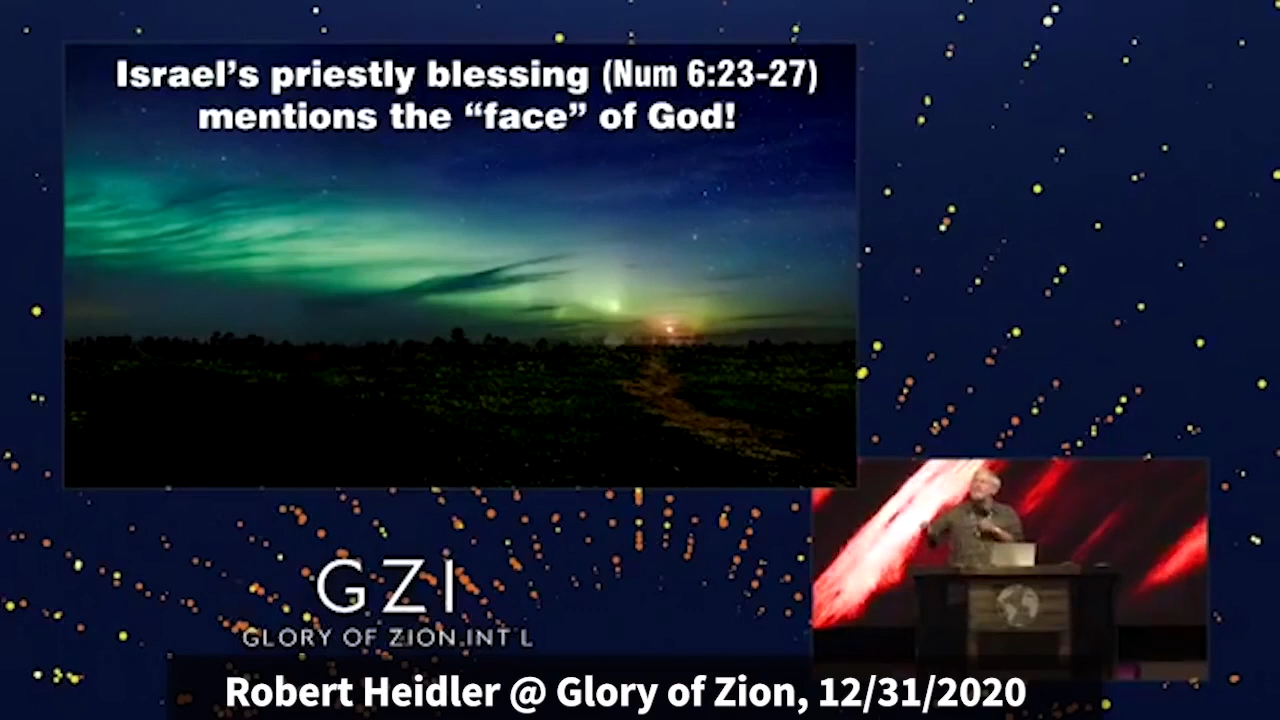 Israel's priestly blessing (Num 6:23-27)
mentions the “face” of God!
GZI
GLORY OF ZION INT'L
Robert Heidler @ Glory of Zion, 12/31/2020